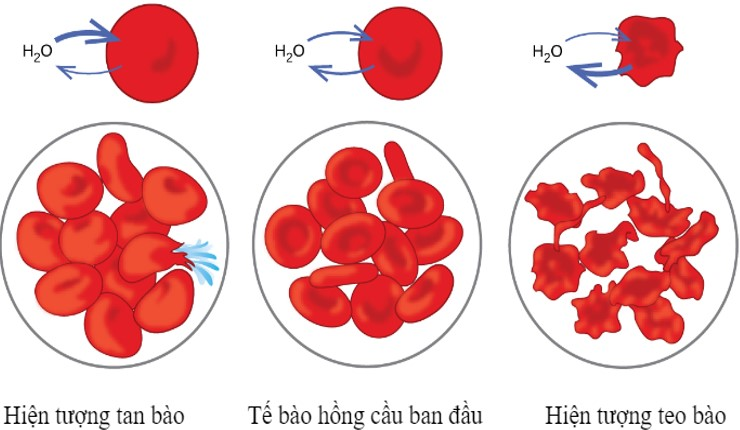 H₂O
H₂O
H₂O
Hiện tượng tan bào
Tế bào hồng cầu ban đầu
Hiện tượng teo bào